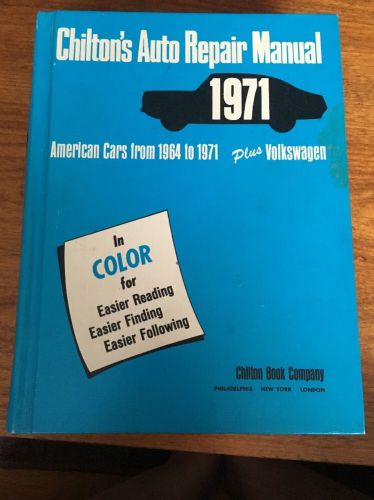 Chilton's Auto Repair Manual
1971
American Cars from 1964 to 1971 Plus Volkswagen
In
COLOR
for
Easier Reading
Easier Finding
Easier Following
Chilton Book Company
PHILADELPHIA NEW YORK LONDON